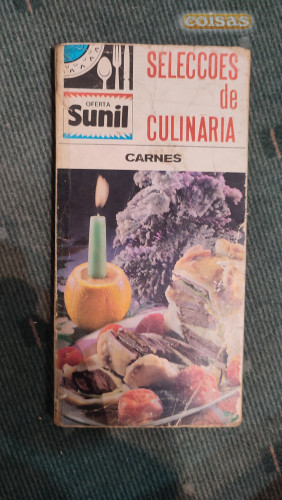 coisas
OFERTA
Sunil
SELECCOES
de
CULINARIA
CARNES